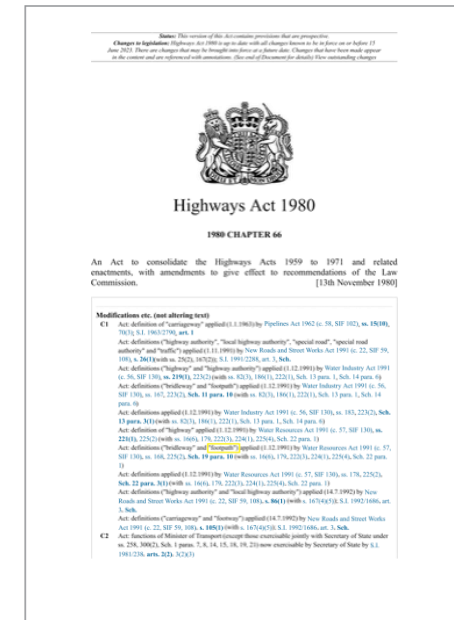 Status: This version of this Act contains provisions that are prospective.
Changes to legislation: Highways Act 1980 is up to date with all changes known to be in force on or before 15
June 2023. There are changes that may be brought into force at a future date. Changes that have been made appear
in the content and are referenced with annotations. (See end of Document for details) View outstanding changes
Highways Act 1980
1980 CHAPTER 66
An Act to consolidate the Highways Acts 1959 to 1971 and related
enactments, with amendments to give effect to recommendations of the Law
Commission. [13th November 1980]
Modifications etc. (not altering text)
C1 Act: definition of "carriageway" applied (1.1.1963) by Pipelines Act 1962 (c. 58, SIF 102), ss. 15(10),
70(3); S.I. 1963/2790, art. 1
Act: definitions ("highway authority", "local highway authority", "special road", "special road
authority" and "traffic") applied (1.11.1991) by New Roads and Street Works Act 1991 (c. 22, SIF 59,
108), s. 26(1) (with ss. 25(2), 167(2)); S.I. 1991/2288, art. 3, Sch.
Act: definitions ("highway" and "highway authority") applied (1.12.1991) by Water Industry Act 1991
(c. 56, SIF 130), ss. 219(1), 223(2) (with ss. 82(3), 186(1), 222(1), Sch. 13 para. 1, Sch. 14 para. 6)
Act: definitions ("bridleway" and "footpath") applied (1.12.1991) by Water Industry Act 1991 (c. 56,
SIF 130), ss. 167, 223(2), Sch. 11 para. 10 (with ss. 82(3), 186(1), 222(1), Sch. 13 para. 1, Sch. 14
para. 6)
Act: definitions applied (1.12.1991) by Water Industry Act 1991 (c. 56, SIF 130), ss. 183, 223(2), Sch.
13 para. 3(1) (with ss. 82(3), 186(1), 222(1), Sch. 13 para. 1, Sch. 14 para. 6)
Act: definition of "highway" applied (1.12.1991) by Water Resources Act 1991 (c. 57, SIF 130), ss.
221(1), 225(2) (with ss. 16(6), 179, 222(3), 224(1), 225(4), Sch. 22 para. 1)
Act: definitions ("bridleway" and "footpath") applied (1.12.1991) by Water Resources Act 1991 (c. 57,
SIF 130), ss. 168, 225(2), Sch. 19 para. 10 (with ss. 16(6), 179, 222(3), 224(1), 225(4), Sch. 22 para.
1)
Act: definitions applied (1.12.1991) by Water Resources Act 1991 (c. 57, SIF 130), ss. 178, 225(2),
Sch. 22 para. 3(1) (with ss. 16(6), 179, 222(3), 224(1), 225(4), Sch. 22 para. 1)
Act: definitions ("highway authority" and "local highway authority") applied (14.7.1992) by New
Roads and Street Works Act 1991 (c. 22, SIF 59, 108), s. 86(1) (with s. 167(4)(5)); S.I. 1992/1686, art.
3, Sch.
Act: definitions ("carriageway" and "footway") applied (14.7.1992) by New Roads and Street Works
Act 1991 (c. 22, SIF 59, 108), s. 105(1) (with s. 167(4)(5)); S.I. 1992/1686, art. 3, Sch.
C2 Act: functions of Minister of Transport (except those exercisable jointly with Secretary of State under
ss. 258, 300(2), Sch. 1 paras. 7, 8, 14, 15, 18, 19, 21) now exercisable by Secretary of State by S.I.
1981/238, arts. 2(2), 3(2)(3)